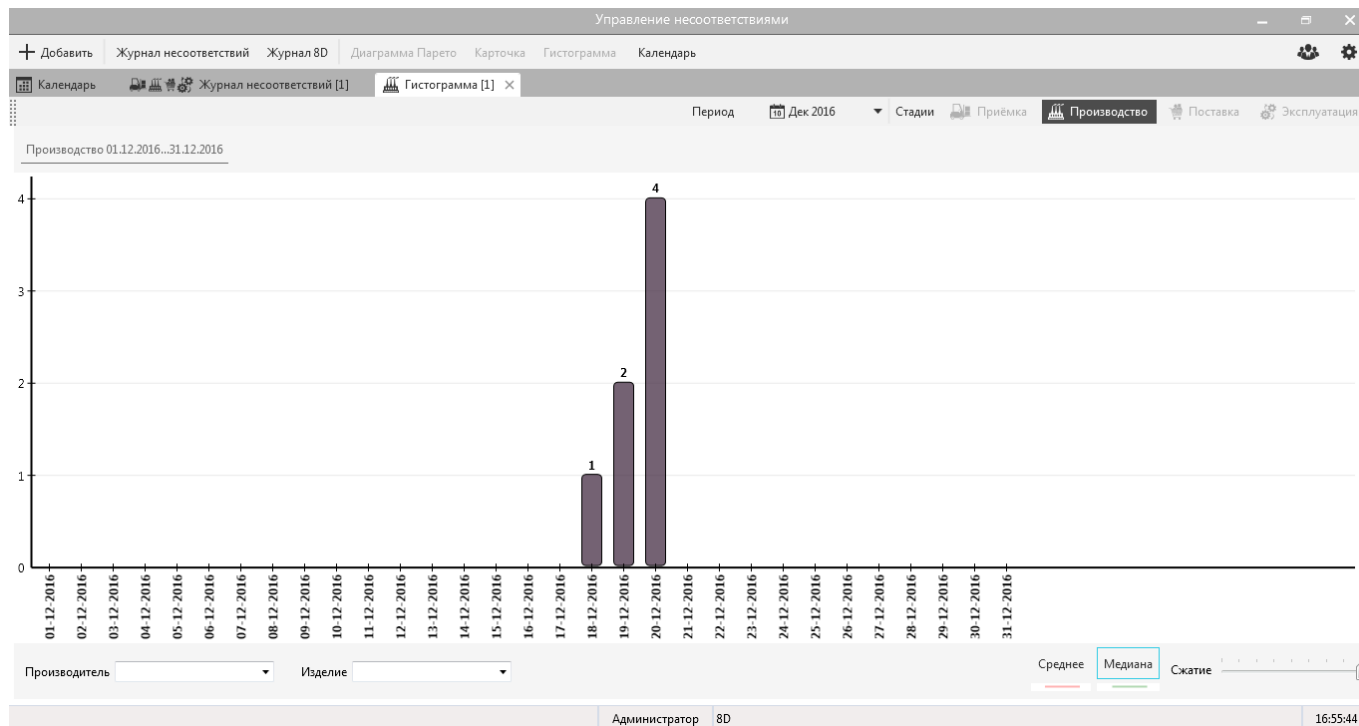 Управление несоответствиями
Добавить Журнал несоответствий Журнал 8D Диаграмма Парето Карточка Гистограмма Календарь
Календарь Журнал несоответствий [1] Гистограмма [1]
Период 10 Дек 2016 Стадии Приёмка Производство Поставка Эксплуатация
Производство 01.12.2016...31.12.2016
4
4
3
2
2
1
1
0
01-12-2016 02-12-2016 03-12-2016 04-12-2016 05-12-2016 06-12-2016 07-12-2016 08-12-2016 09-12-2016 10-12-2016 11-12-2016 12-12-2016 13-12-2016 14-12-2016 15-12-2016 16-12-2016 17-12-2016 18-12-2016 19-12-2016 20-12-2016 21-12-2016 22-12-2016 23-12-2016 24-12-2016 25-12-2016 26-12-2016 27-12-2016 28-12-2016 29-12-2016 30-12-2016 31-12-2016
Производитель Изделие Среднее Медиана Сжатие
Администратор 8D 16:55:44